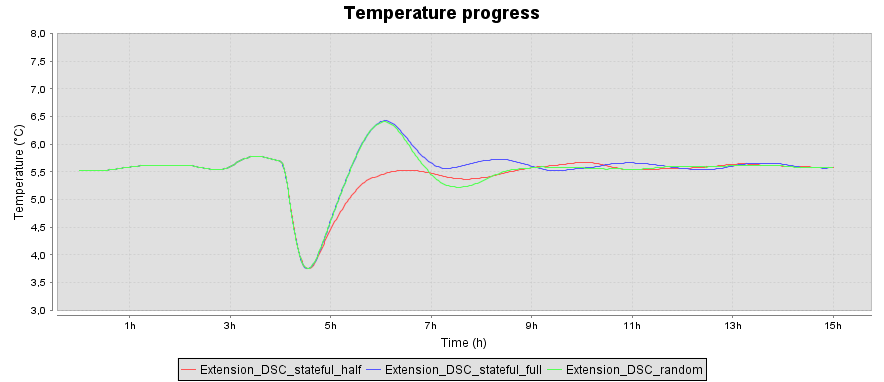 Temperature progress
8,0
7,5
7,0
6,5
6,0
5,5
5,0
4,5
4,0
3,5
3,0
Temperature (°C)
1h 3h 5h 7h 9h 11h 13h 15h
Time (h)
Extension_DSC_stateful_half Extension_DSC_stateful_full Extension_DSC_random